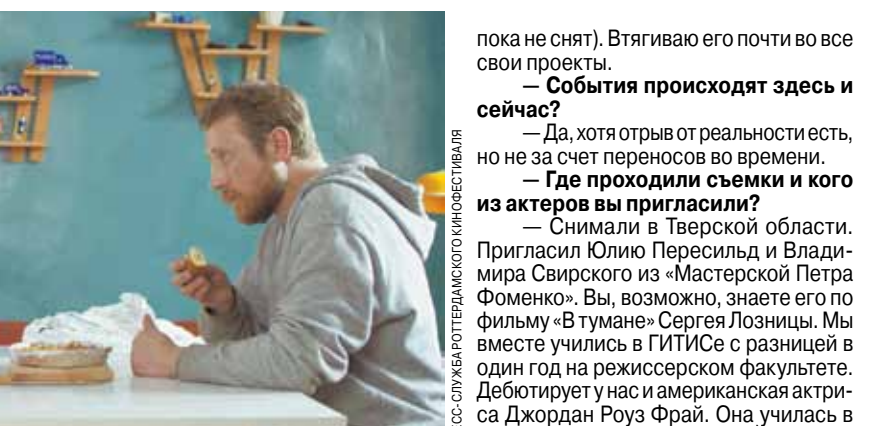 пока не снят). Втягиваю его почти во все
свои проекты.
— События происходят здесь и
сейчас?
— Да, хотя отрыв от реальности есть,
но не за счет переносов во времени.
— Где проходили съемки и кого
из актеров вы пригласили?
— Снимали в Тверской области.
Пригласил Юлию Пересильд и Влади-
мира Свирского из «Мастерской Петра
Фоменко». Вы, возможно, знаете его по
фильму «В тумане» Сергея Лозницы. Мы
вместе учились в ГИТИСе с разницей в
один год на режиссерском факультете.
Дебютирует у нас и американская актри-
са Джордан Роуз Фрай. Она училась в
РОТТЕРДАМСКОГО КИНОФЕСТИВАЛЯ